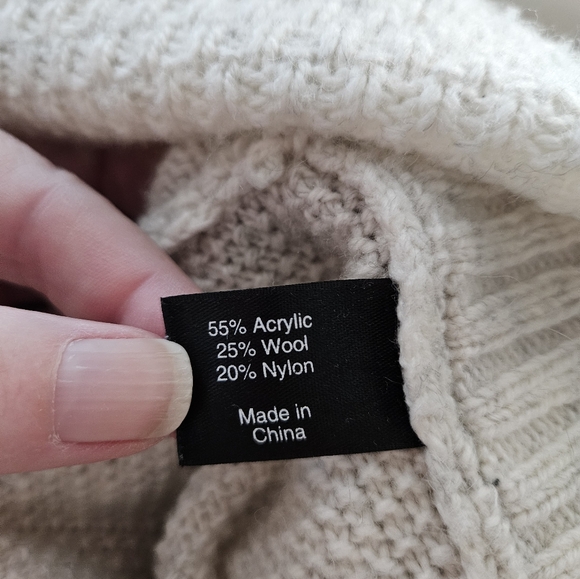 55% Acrylic
25% Wool
20% Nylon
Made in
China